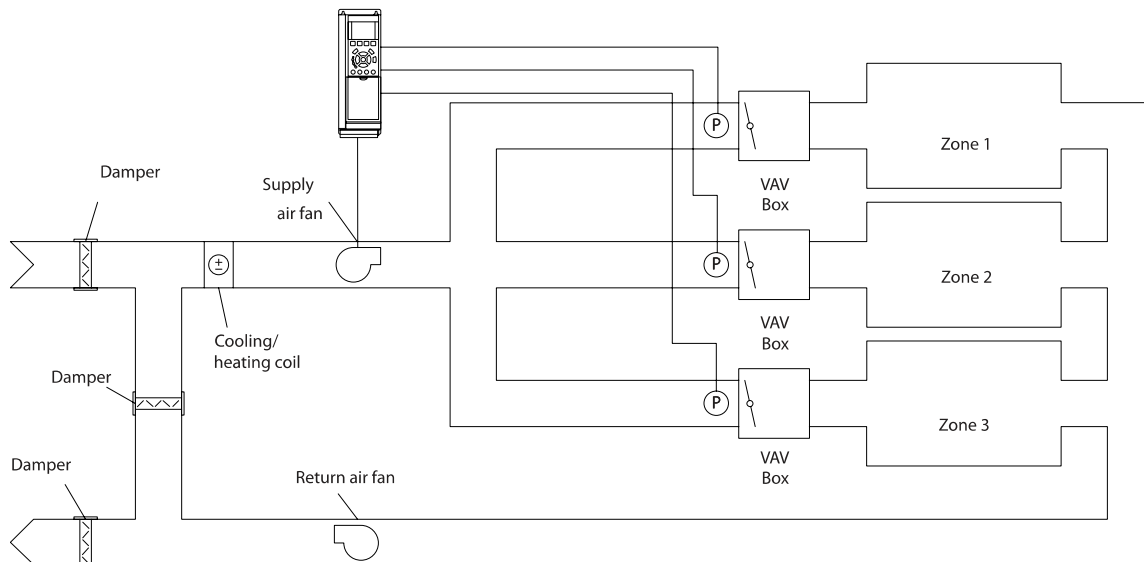 Damper
Supply
air fan
P
VAV
Box
Zone 1
P
VAV
Box
Zone 2
±
Cooling/
heating coil
Damper
P
VAV
Box
Zone 3
Damper
Return air fan